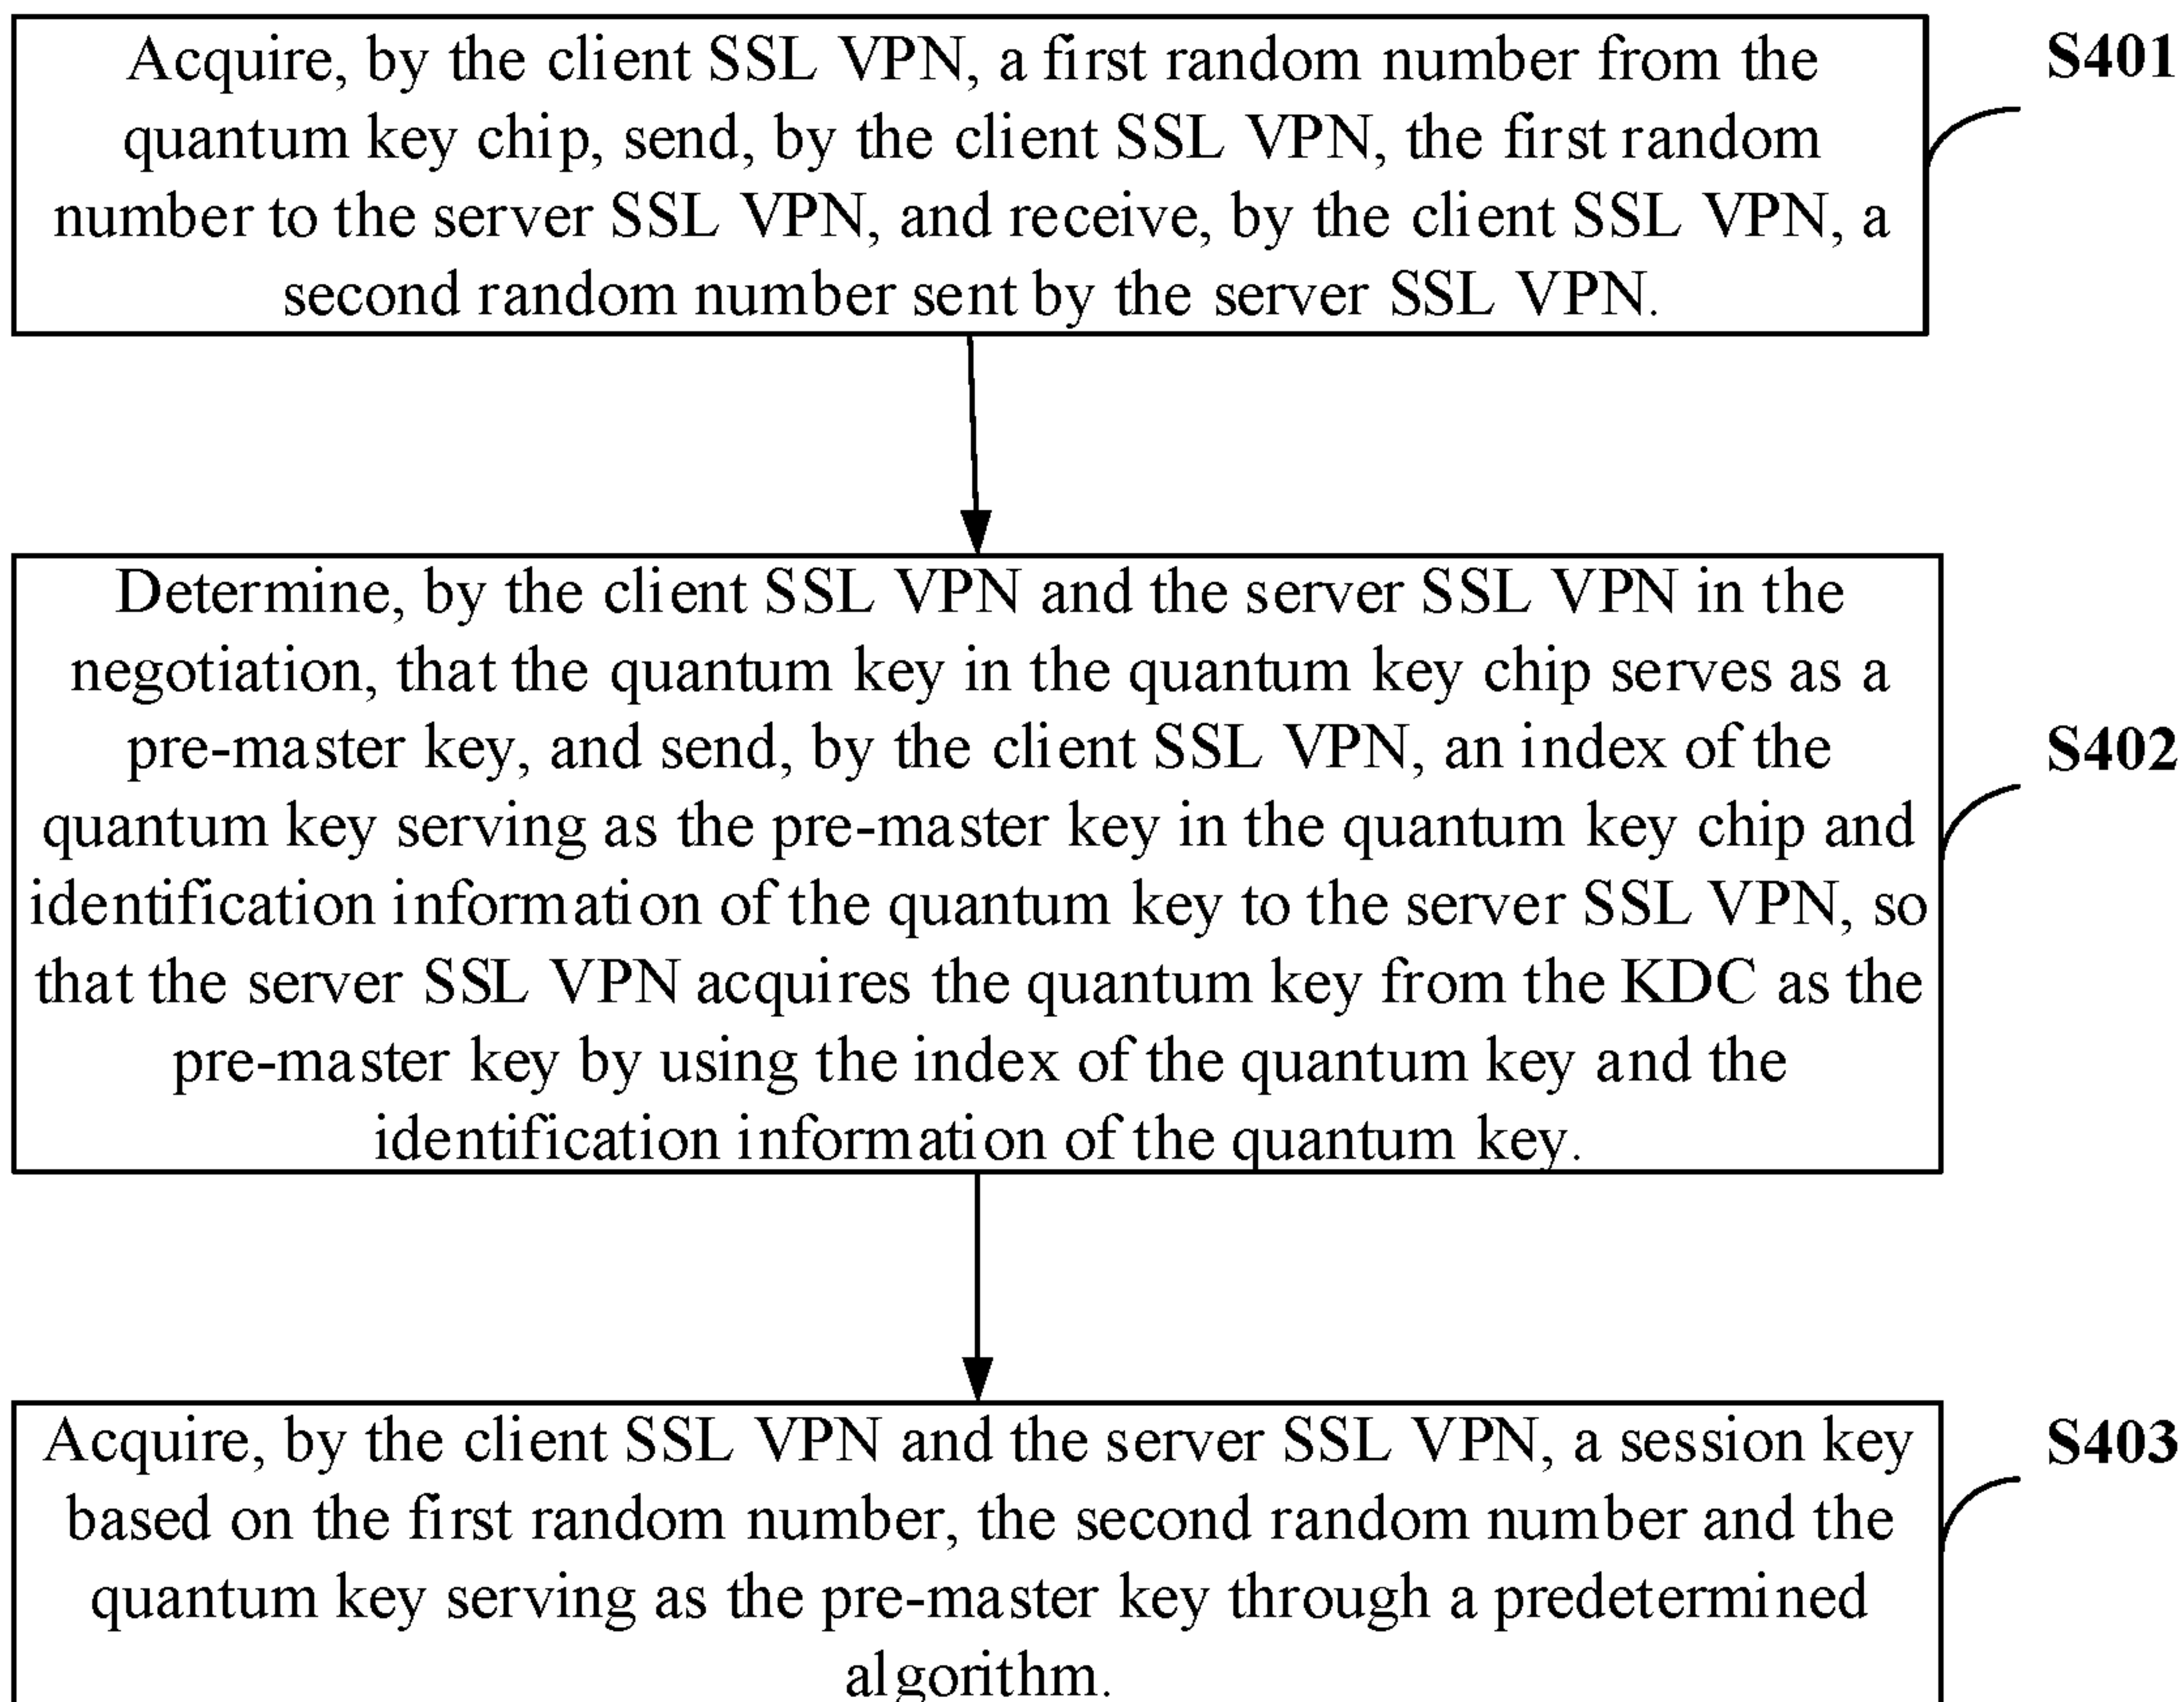 Acquire, by the client SSL VPN, a first random number from the
quantum key chip, send, by the client SSL VPN, the first random
number to the server SSL VPN, and receive, by the client SSL VPN, a
second random number sent by the server SSL VPN.
S401
Determine, by the client SSL VPN and the server SSL VPN in the
negotiation, that the quantum key in the quantum key chip serves as a
pre-master key, and send, by the client SSL VPN, an index of the
quantum key serving as the pre-master key in the quantum key chip and
identification information of the quantum key to the server SSL VPN, so
that the server SSL VPN acquires the quantum key from the KDC as the
pre-master key by using the index of the quantum key and the
identification information of the quantum key.
S402
Acquire, by the client SSL VPN and the server SSL VPN, a session key
based on the first random number, the second random number and the
quantum key serving as the pre-master key through a predetermined
algorithm.
S403